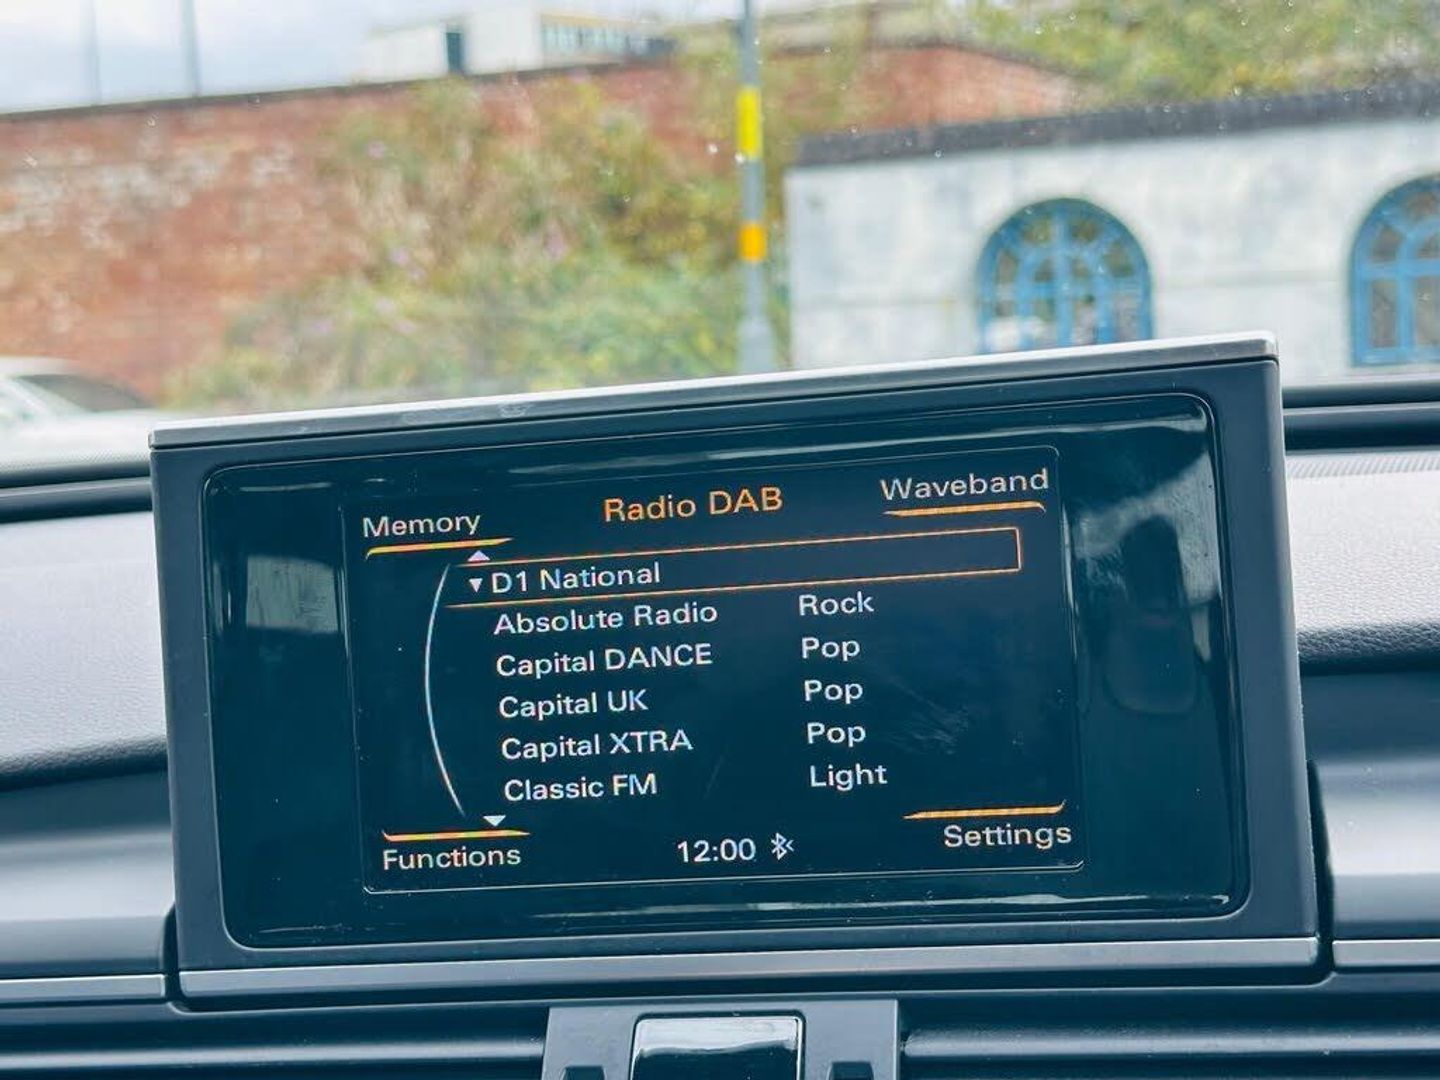 Memory Radio DAB Waveband
D1 National
Absolute Radio Rock
Capital DANCE Pop
Capital UK Pop
Capital XTRA Pop
Classic FM Light
Functions 12:00 Settings